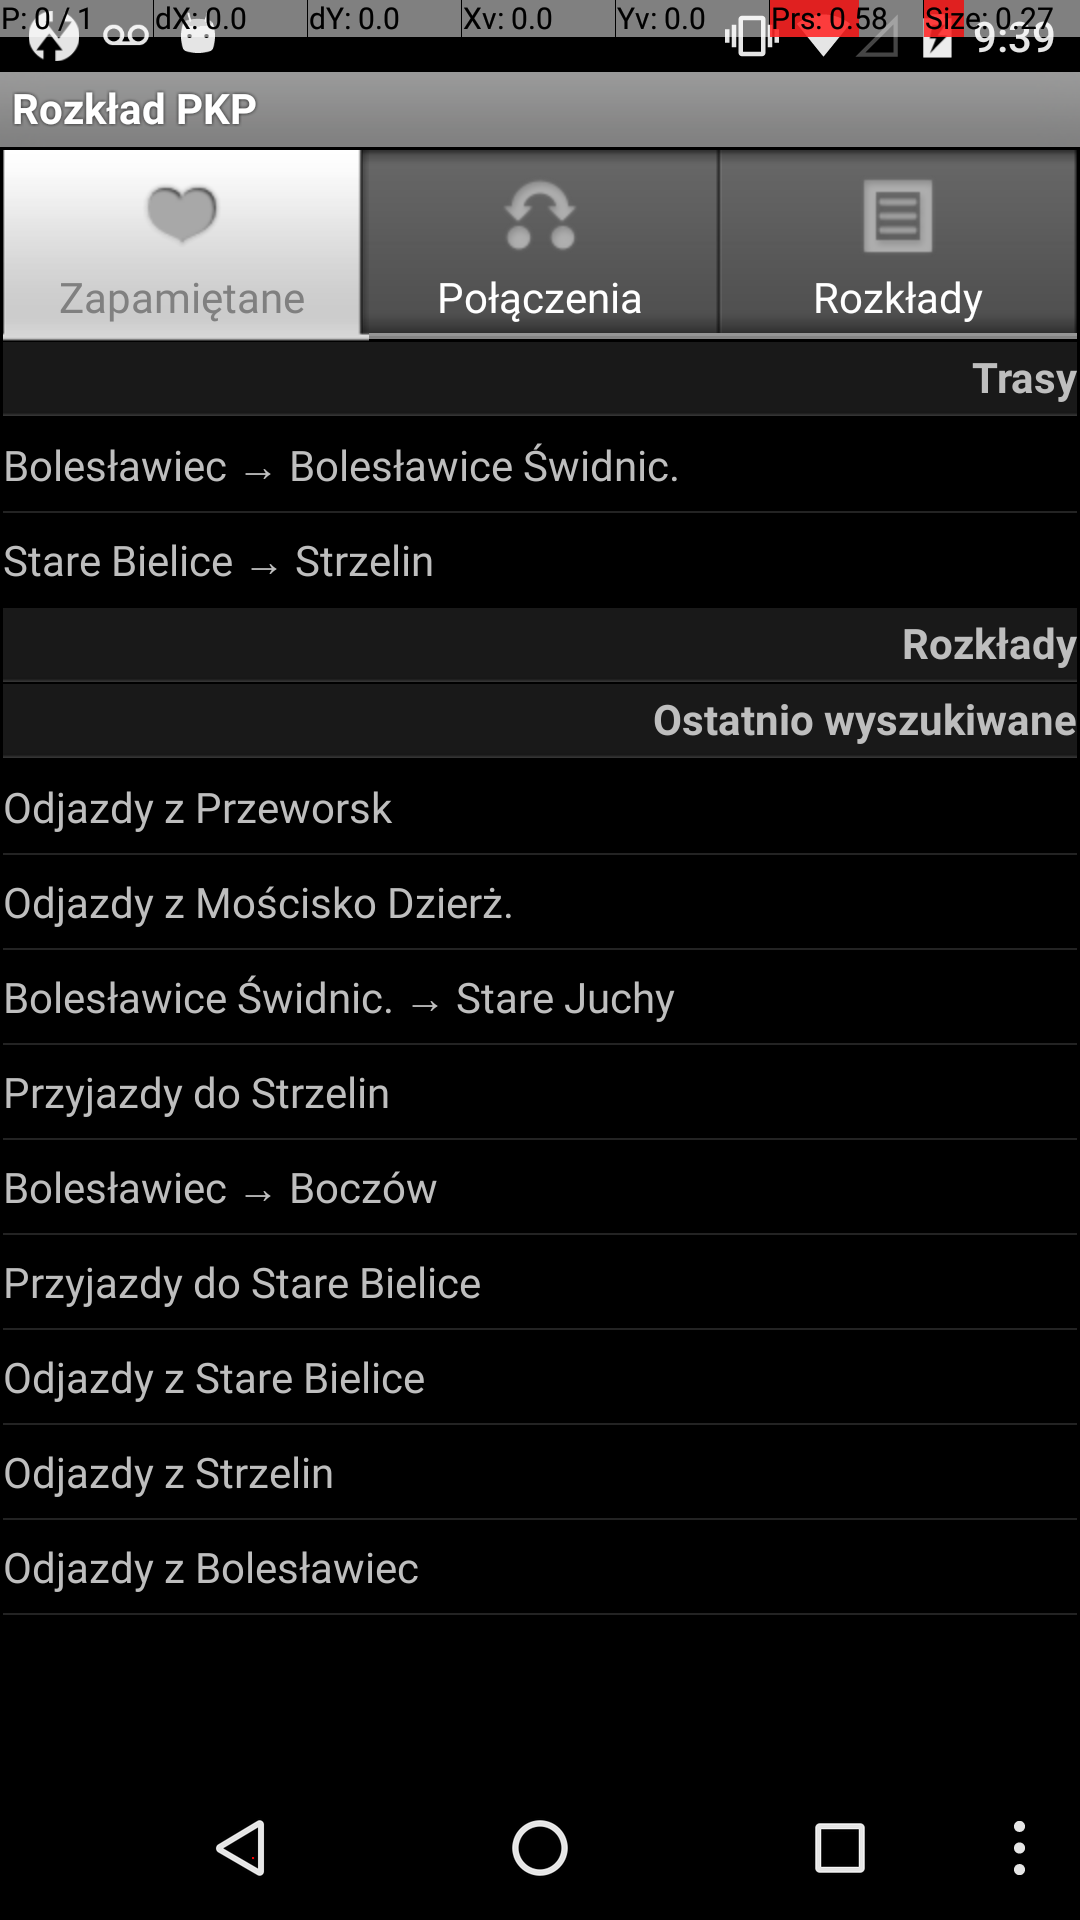 P: 0 / 1 dX: 0.0 dY: 0.0 Xv: 0.0 Yv: 0.0 Prs: 0.58 Size: 0.27
9:39
Rozkład PKP
Zapamiętane Połączenia Rozkłady
Trasy
Bolesławiec → Bolesławice Świdnic.
Stare Bielice → Strzelin
Rozkłady
Ostatnio wyszukiwane
Odjazdy z Przeworsk
Odjazdy z Mościsko Dzierż.
Bolesławice Świdnic. → Stare Juchy
Przyjazdy do Strzelin
Bolesławiec → Boczów
Przyjazdy do Stare Bielice
Odjazdy z Stare Bielice
Odjazdy z Strzelin
Odjazdy z Bolesławiec